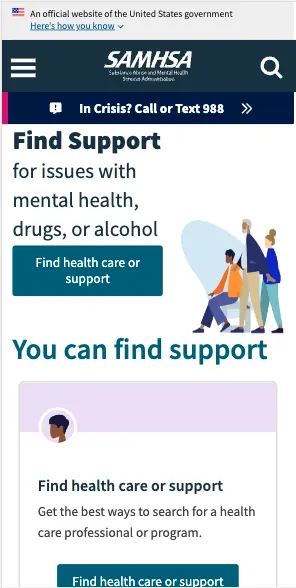 An official website of the United States government
Here's how you know
SAMHSA
Substance Abuse and Mental Health
Services Administration
In Crisis? Call or Text 988
Find Support
for issues with
mental health,
drugs, or alcohol
Find health care or
support
You can find support
Find health care or support
Get the best ways to search for a health
care professional or program.
Find health care or support